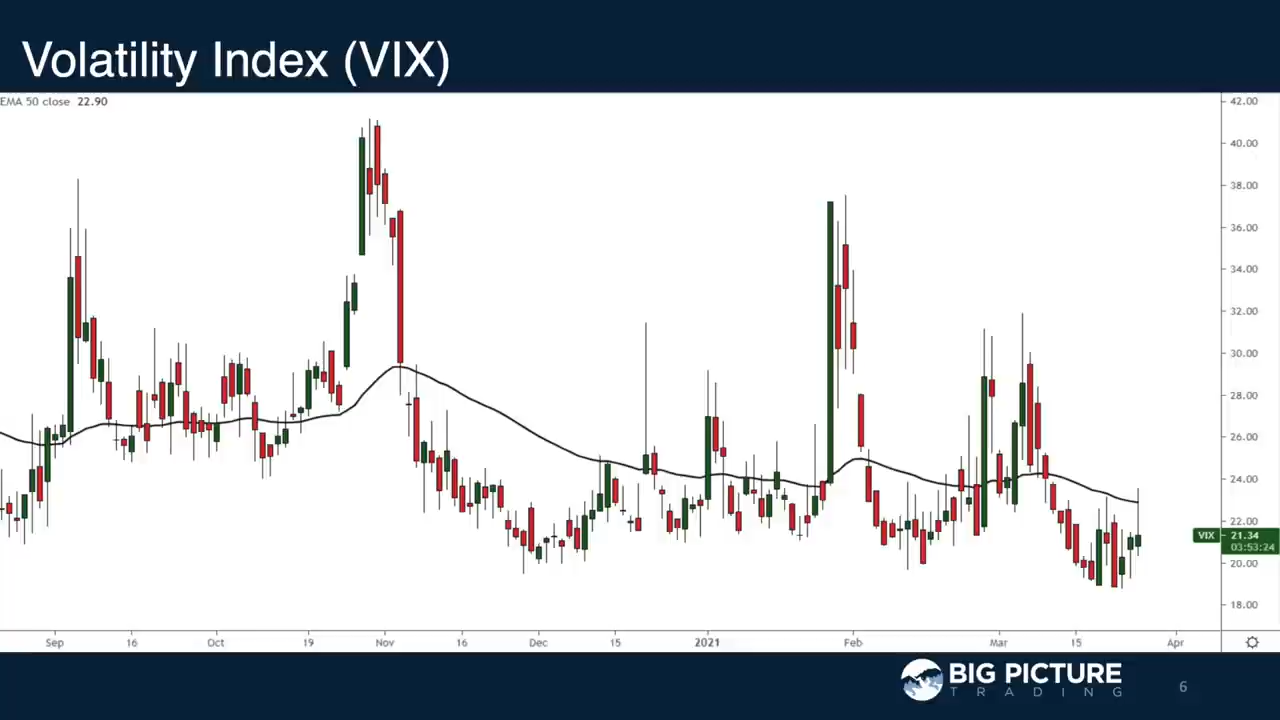 Volatility Index (VIX)
EMA 50 close 22.90
42.00
40.00
38.00
36.00
34.00
32.00
30.00
28.00
26.00
24.00
22.00
VIX 21.34
03:53:24
20.00
18.00
Sep 16 Oct 19 Nov 16 Dec 15 2021 Feb Mar 15 Apr
BIG PICTURE
TRADING
6